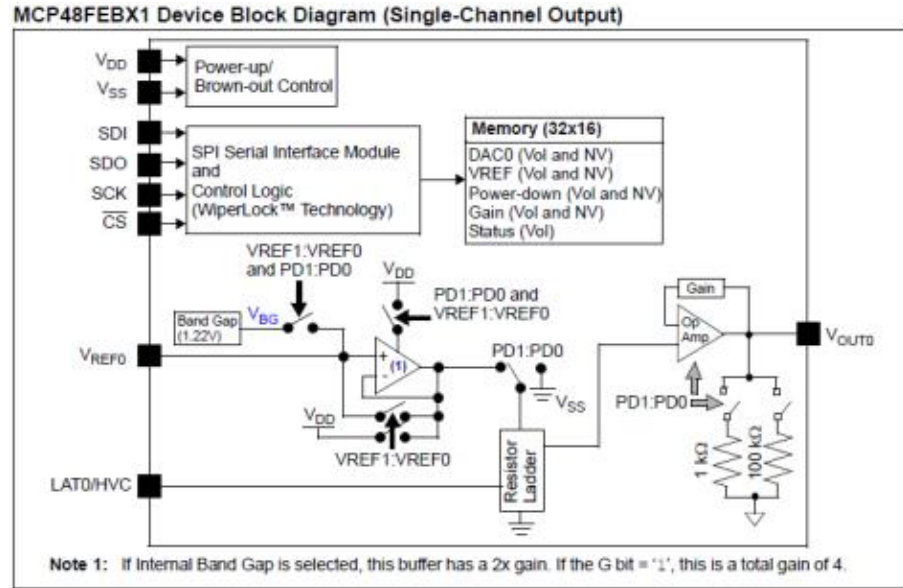 MCP48FEBX1 Device Block Diagram (Single-Channel Output)
VDD
VSS
Power-up/
Brown-out Control
SDI
SDO
SCK
CS
SPI Serial Interface Module
and
Control Logic
(WiperLock™ Technology)
Memory (32x16)
DAC0 (Vol and NV)
VREF (Vol and NV)
Power-down (Vol and NV)
Gain (Vol and NV)
Status (Vol)
VREF1:VREF0
and PD1:PD0
VDD
PD1:PD0 and
VREF1:VREF0
Band Gap
(1.22V)
VBG
VREF0
+
-
(1)
PD1:PD0
VSS
VDD
VREF1:VREF0
Gain
Op
Amp
VOUT0
PD1:PD0
1 kΩ
100 kΩ
Resistor
Ladder
LAT0/HVC
Note 1: If Internal Band Gap is selected, this buffer has a 2x gain. If the G bit = '1', this is a total gain of 4.